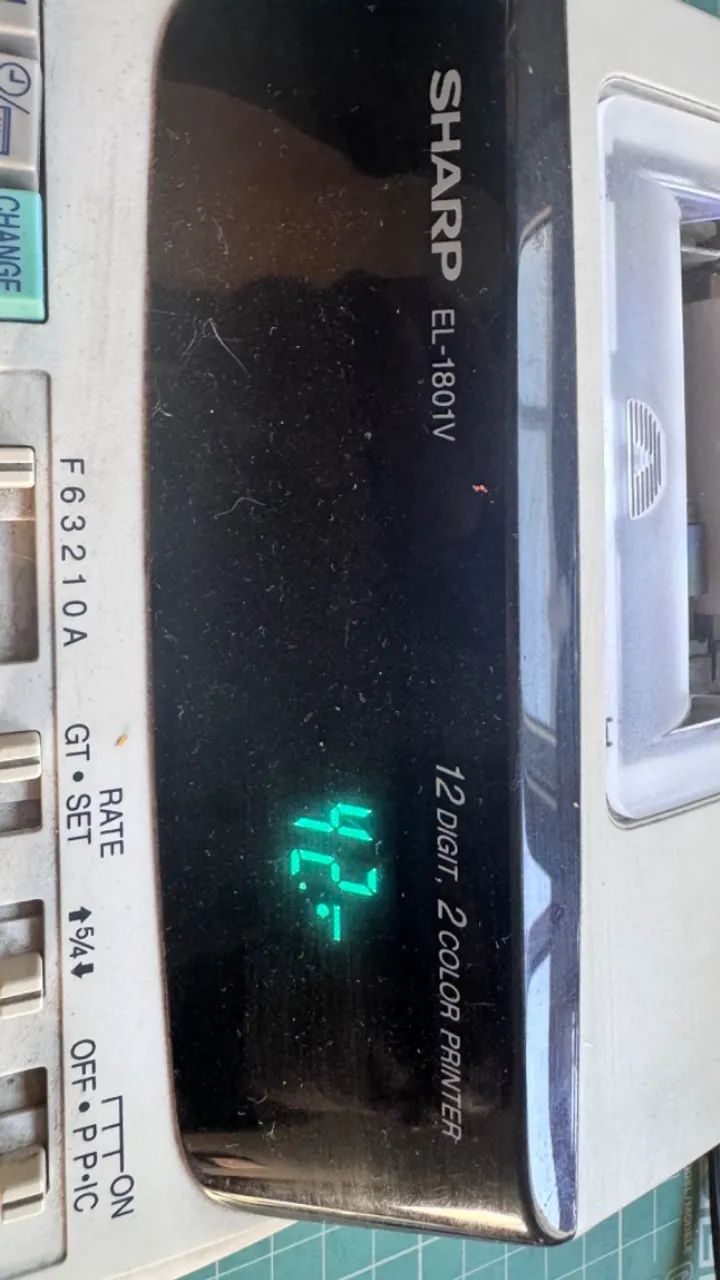 SHARP EL-1801V
12 DIGIT, 2 COLOR PRINTER
42.
CHANGE
F 6 3 2 1 0 A
RATE
GT • SET
↑5/4↓
ON
OFF • P P•IC